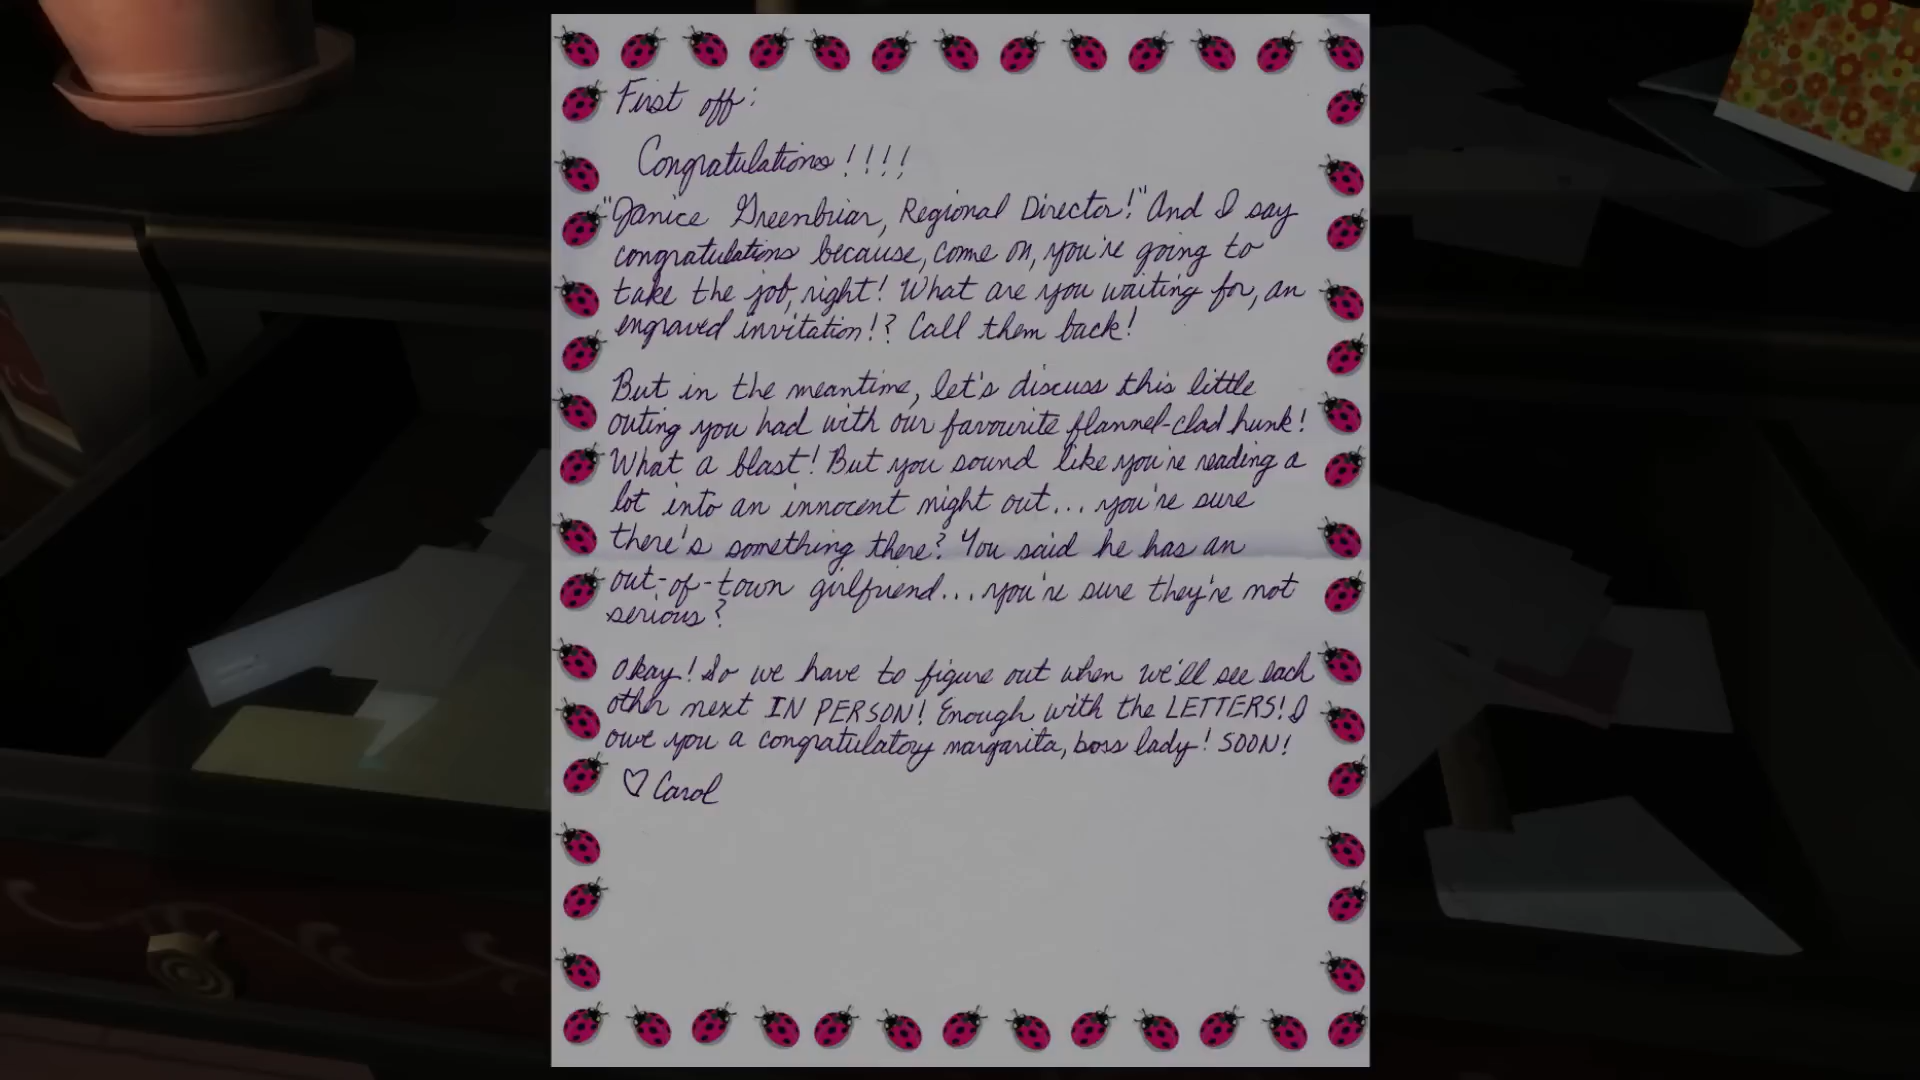 First off:
Congratulations!!!!
"Janice Greenbriar, Regional Director!" And I say
congratulations because, come on, you're going to
take the job, right! What are you waiting for, an
engraved invitation!? Call them back!
But in the meantime, let's discuss this little
outing you had with our favourite flannel-clad hunk!
What a blast! But you sound like you're reading a
lot into an innocent night out... you're sure
there's something there? You said he has an
out-of-town girlfriend... you're sure they're not
serious?
Okay! So we have to figure out when we'll see each
other next IN PERSON! Enough with the LETTERS! I
owe you a congratulatory margarita, boss lady! SOON!
♡ Carol